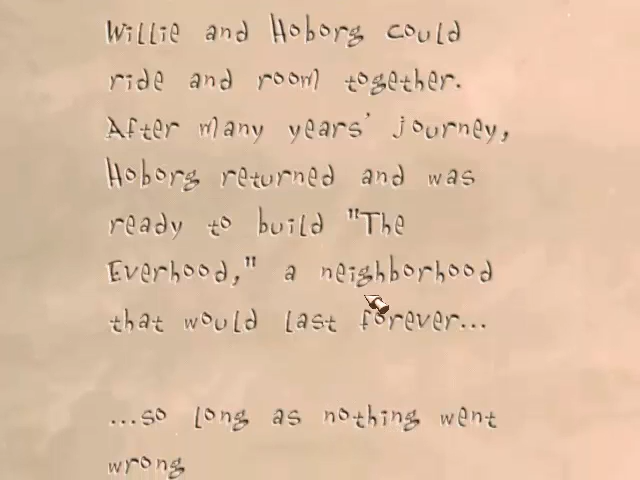 Willie and Hoborg could
ride and room together.
After many years' journey,
Hoborg returned and was
ready to build "The
Everhood," a neighborhood
that would last forever...
...so long as nothing went
wrong